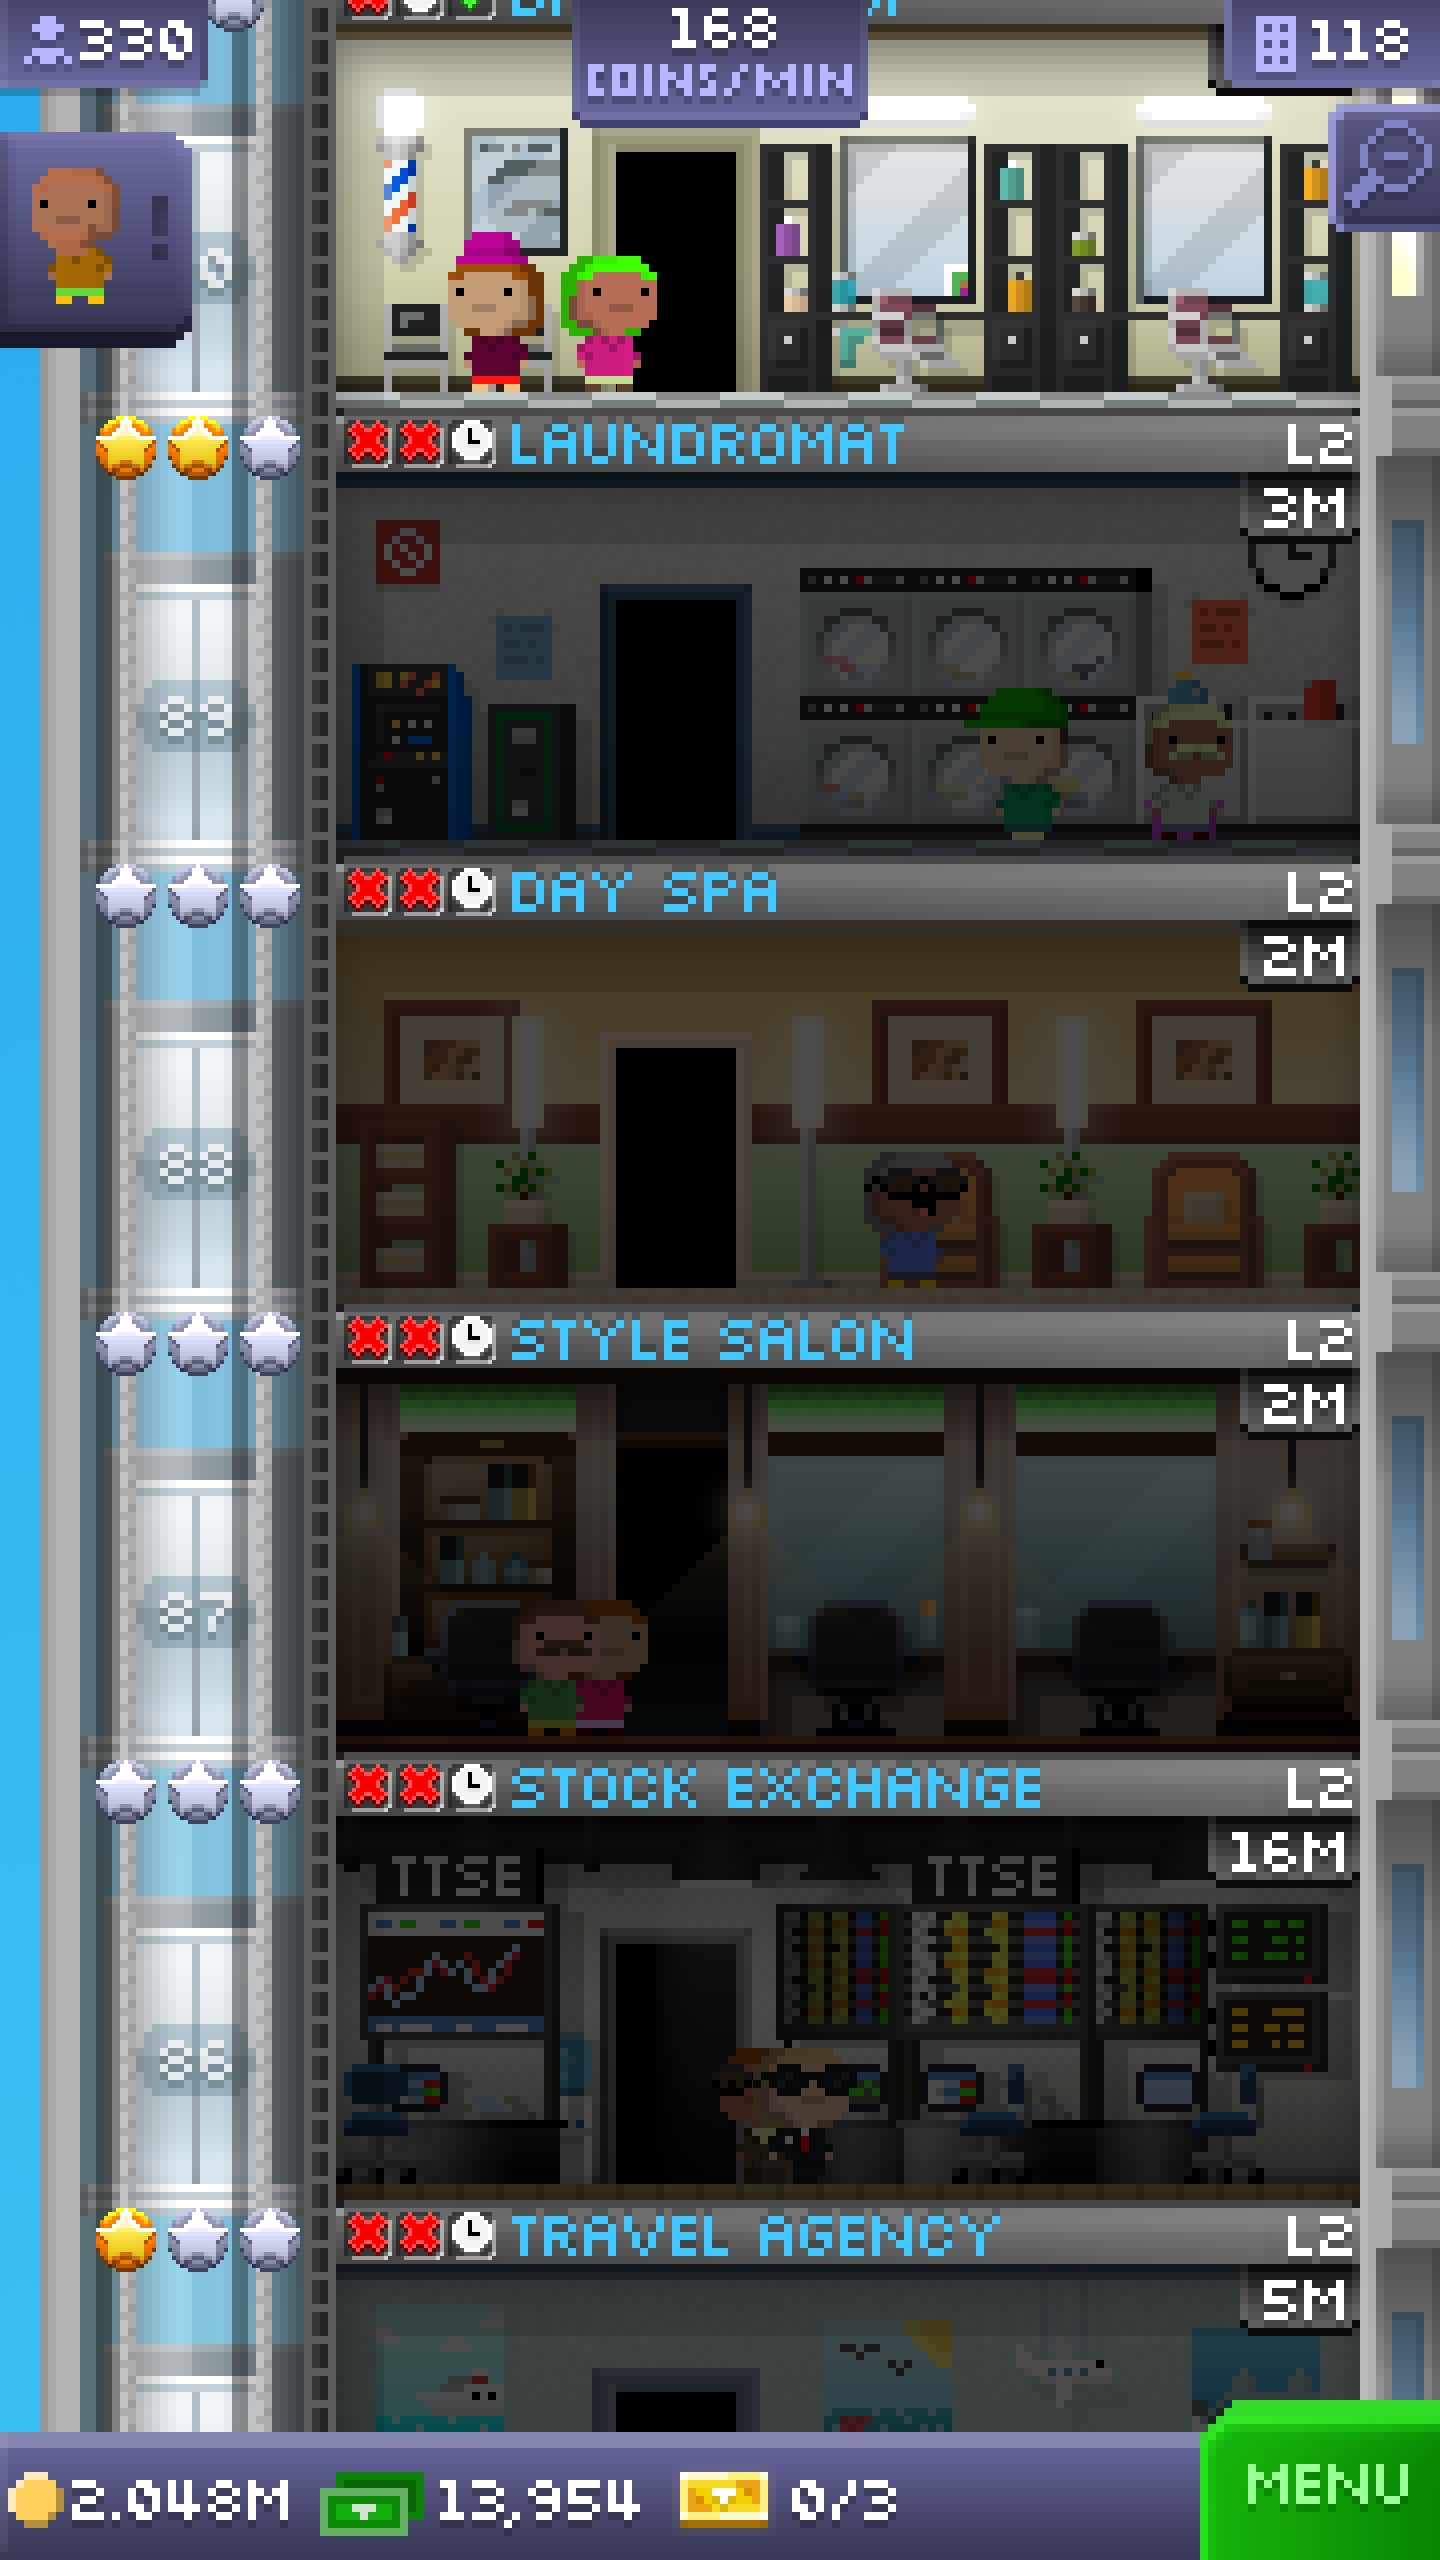 330
168
COINS/MIN
118
LAUNDROMAT L2
3M
89
DAY SPA L2
2M
88
STYLE SALON L2
2M
87
STOCK EXCHANGE L2
16M
TTSE TTSE
86
TRAVEL AGENCY L2
5M
2.048M 13,954 0/3
MENU